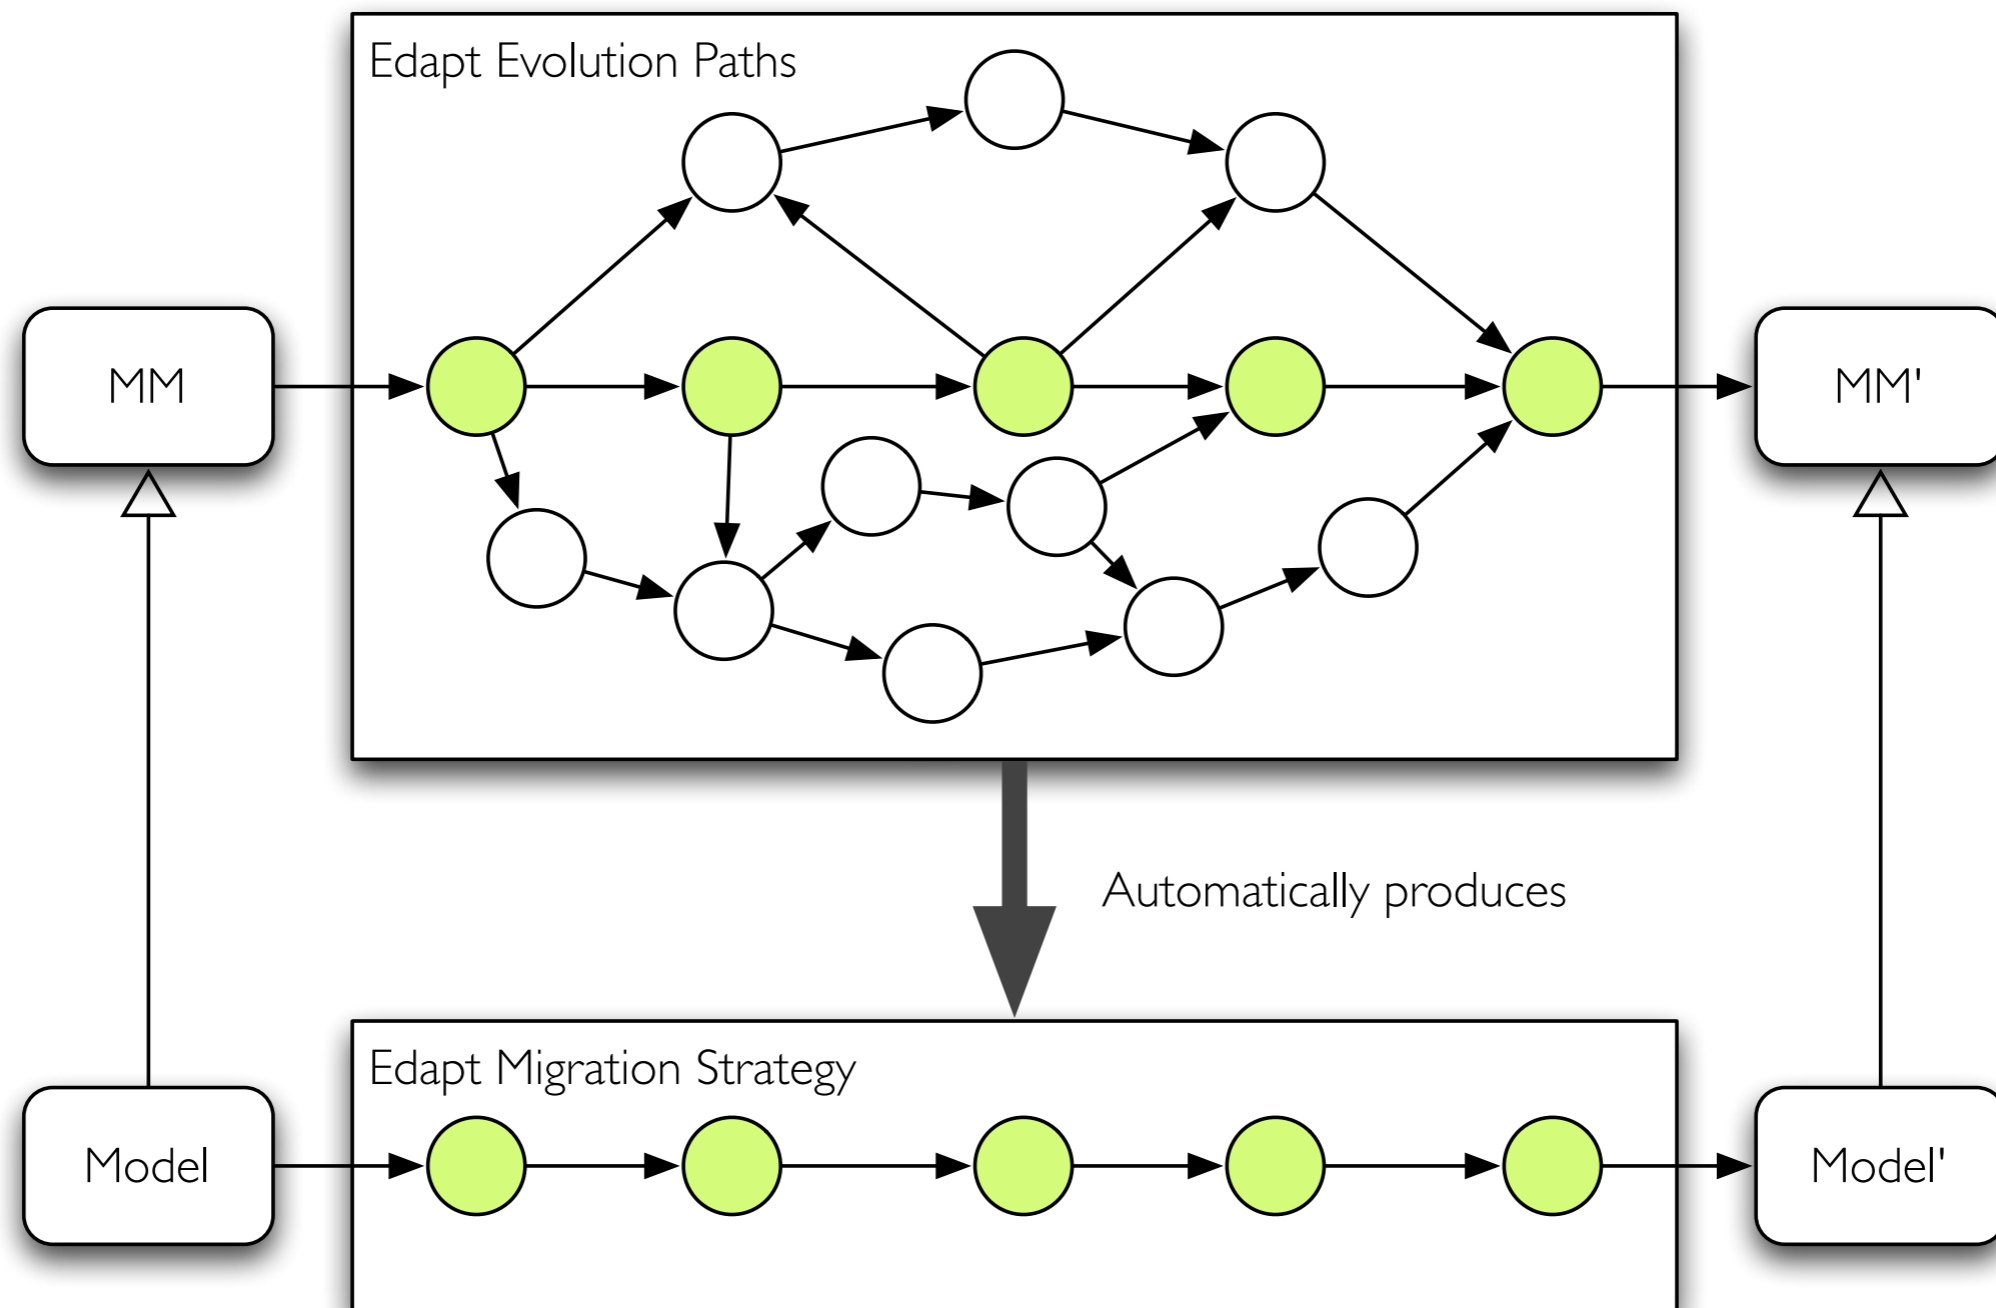 Edapt Evolution Paths
MM
MM'
Automatically produces
Edapt Migration Strategy
Model
Model'